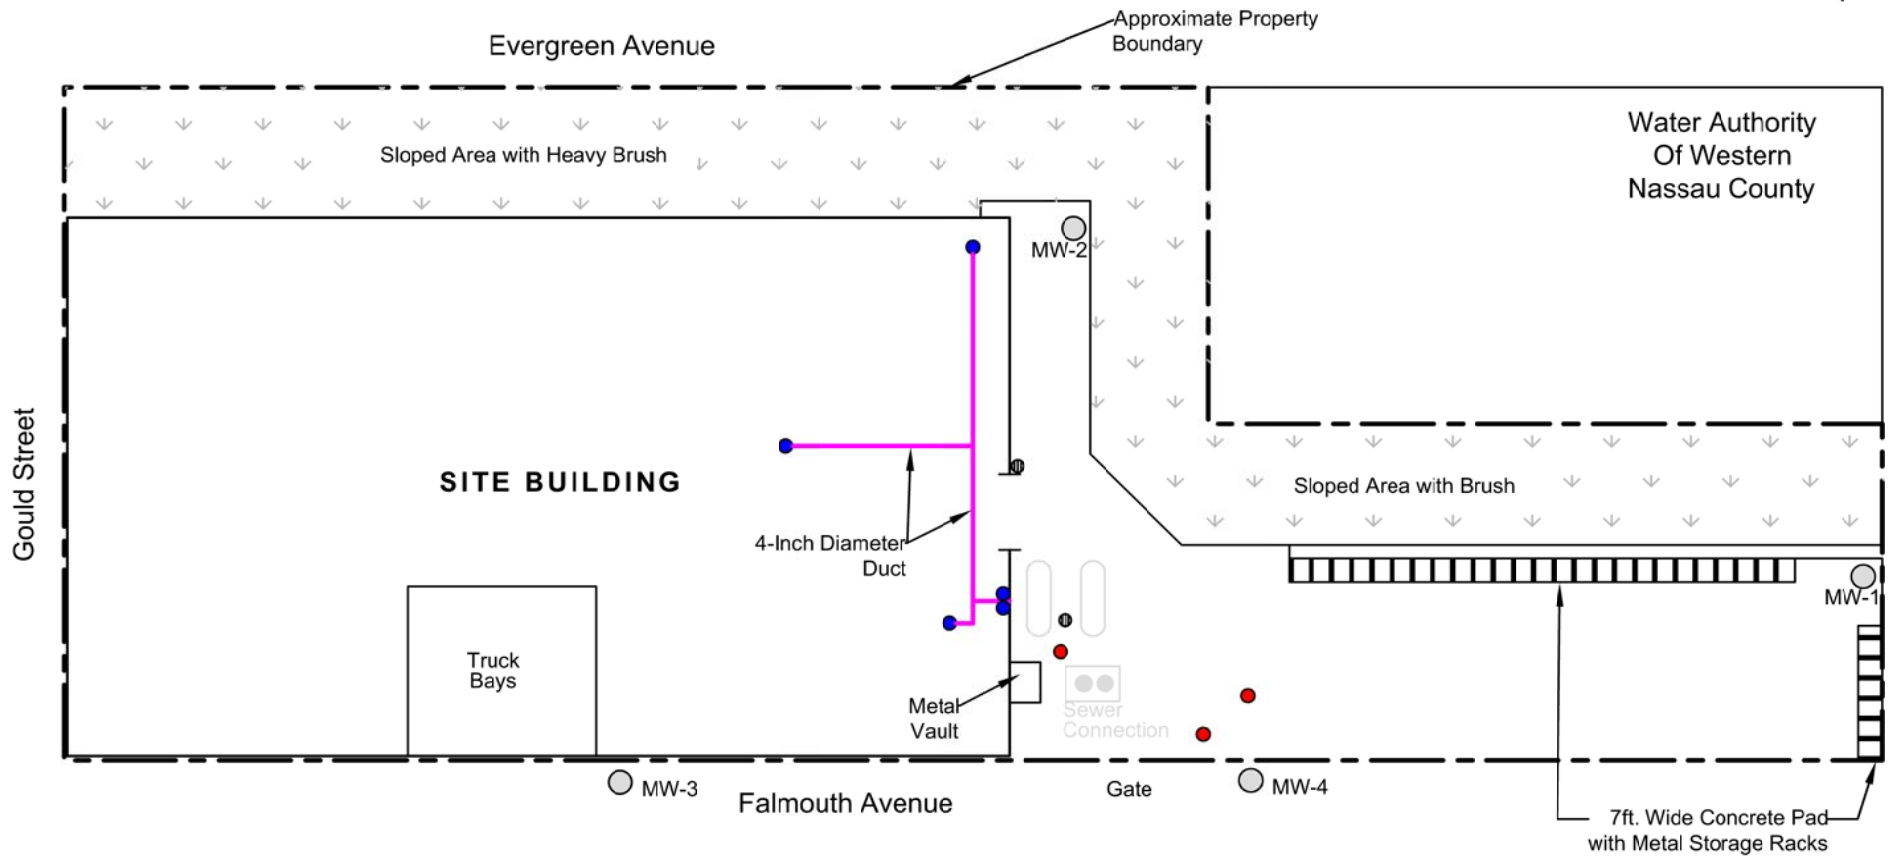 Approximate Property
Boundary
Evergreen Avenue
Water Authority
Of Western
Nassau County
Sloped Area with Heavy Brush
MW-2
Gould Street
SITE BUILDING
Sloped Area with Brush
4-Inch Diameter
Duct
MW-1
Truck
Bays
Metal
Vault
Sewer
Connection
MW-3
Falmouth Avenue
Gate
MW-4
7ft. Wide Concrete Pad
with Metal Storage Racks